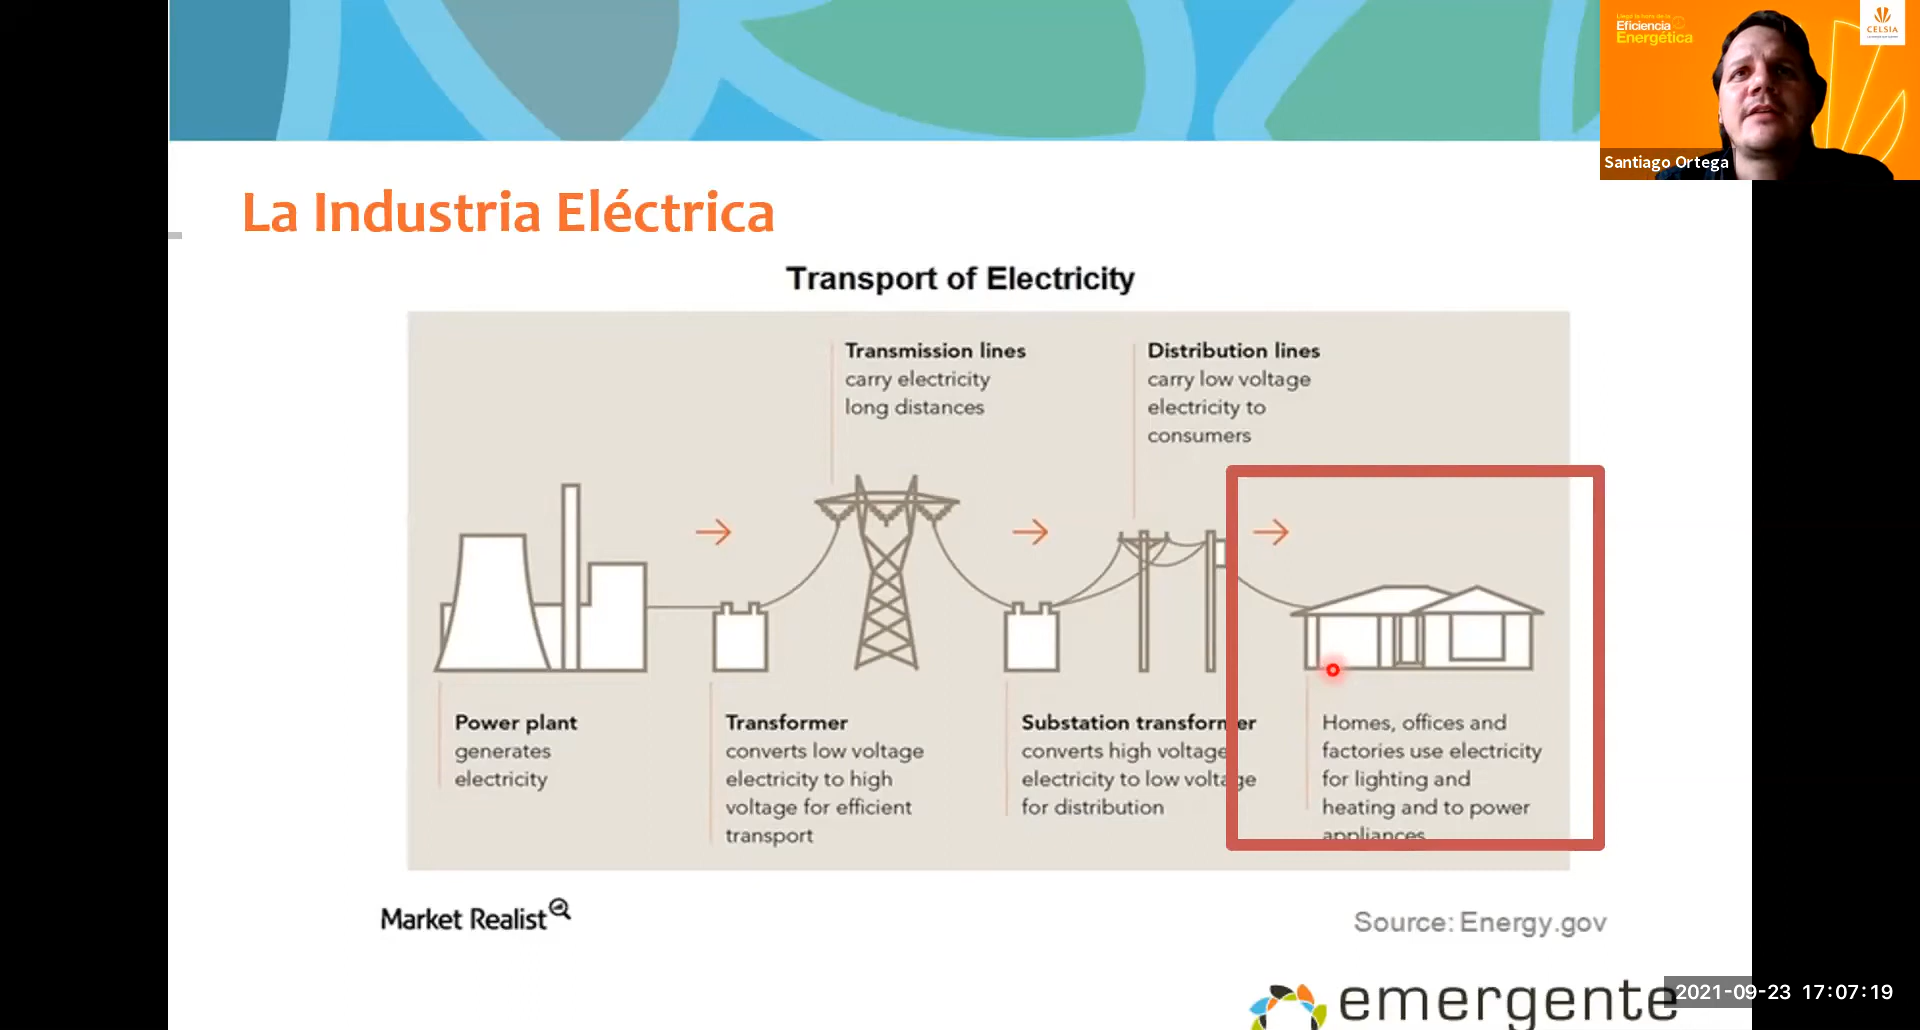 Eficiencia
Energética
CELSIA
Santiago Ortega
La Industria Eléctrica
Transport of Electricity
Transmission lines
carry electricity
long distances
Distribution lines
carry low voltage
electricity to
consumers
Power plant
generates
electricity
Transformer
converts low voltage
electricity to high
voltage for efficient
transport
Substation transformer
converts high voltage
electricity to low voltage
for distribution
Homes, offices and
factories use electricity
for lighting and
heating and to power
appliances
Market Realist
Source: Energy.gov
emergente
2021-09-23 17:07:19